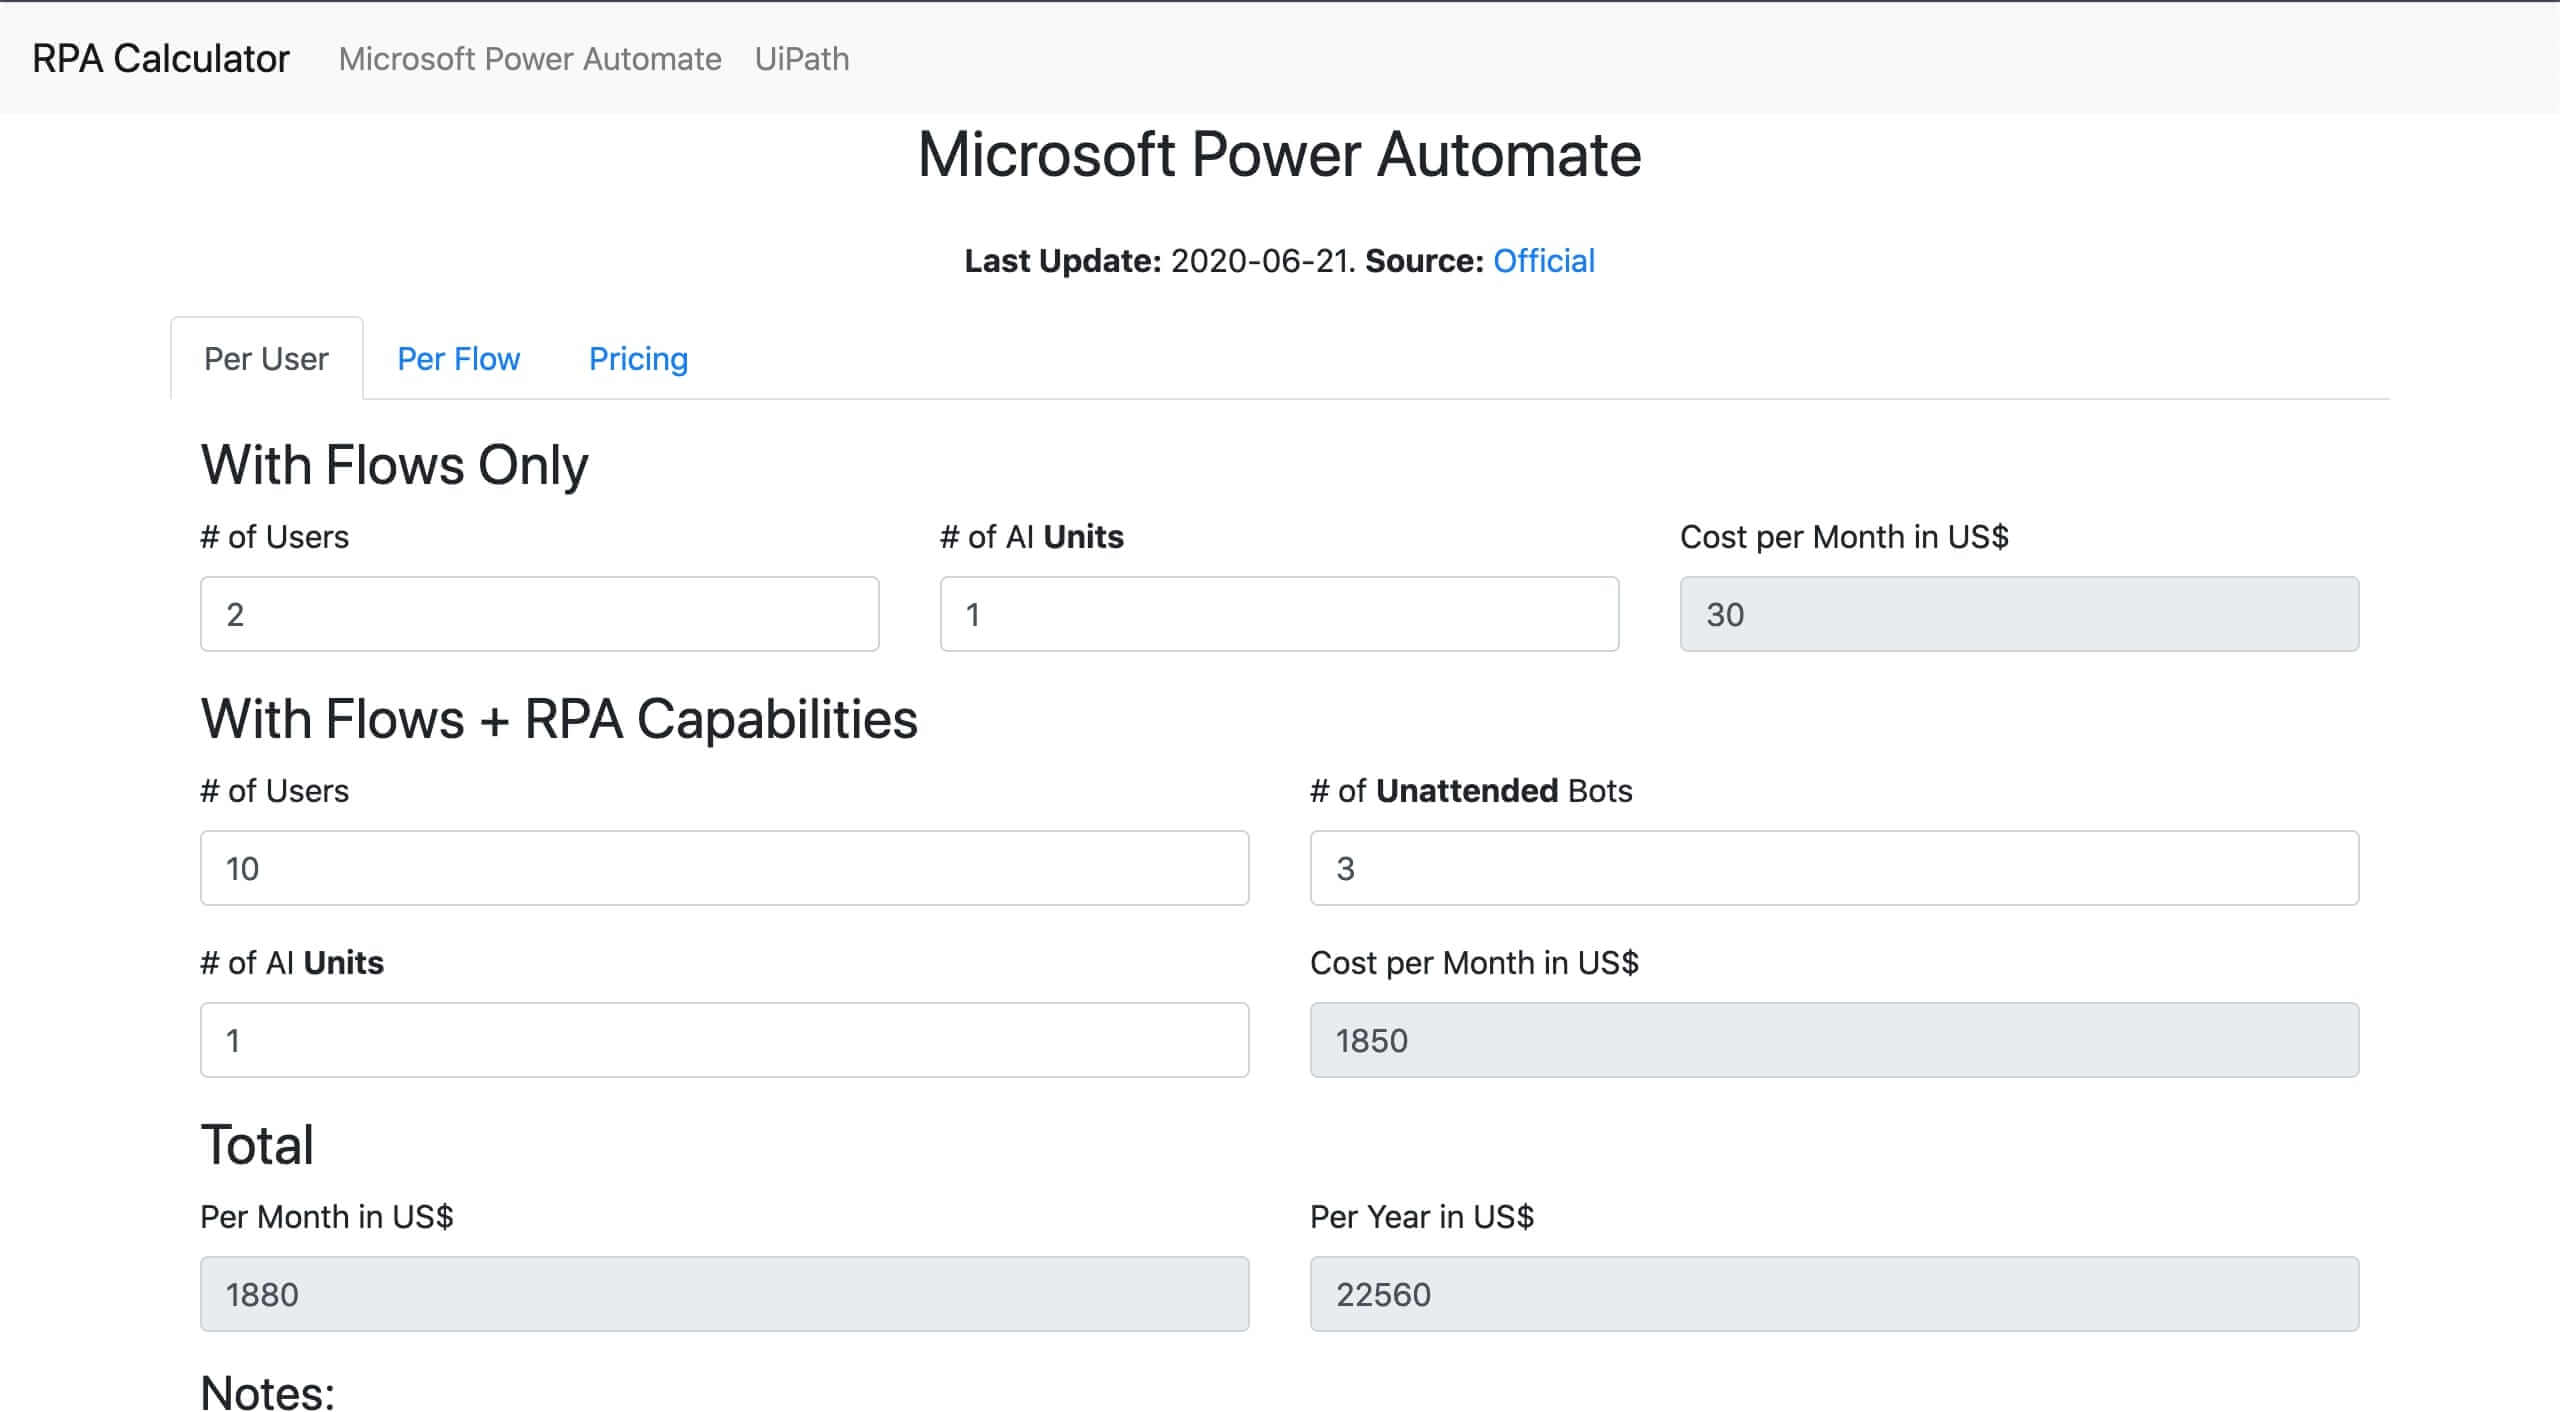 RPA Calculator Microsoft Power Automate UiPath
Microsoft Power Automate
Last Update: 2020-06-21. Source: Official
Per User Per Flow Pricing
With Flows Only
# of Users # of AI Units Cost per Month in US$
2 1 30
With Flows + RPA Capabilities
# of Users # of Unattended Bots
10 3
# of AI Units Cost per Month in US$
1 1850
Total
Per Month in US$ Per Year in US$
1880 22560
Notes: